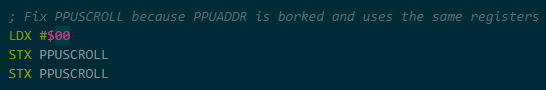 ; Fix PPUSCROLL because PPUADDR is borked and uses the same registers
LDX #$00
STX PPUSCROLL
STX PPUSCROLL